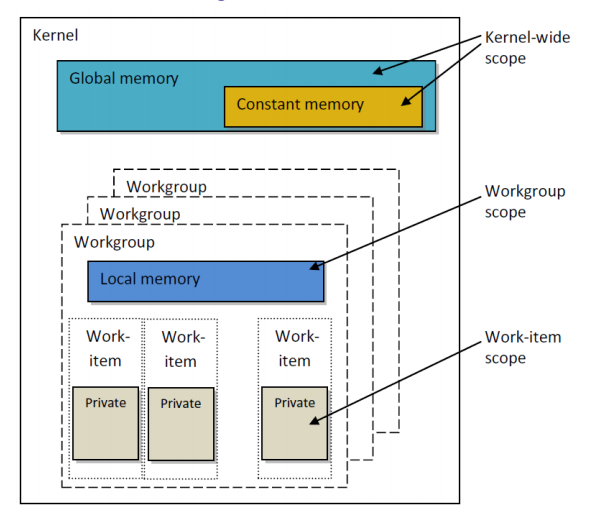 Kernel
Kernel-wide
scope
Global memory
Constant memory
Workgroup
Workgroup
Workgroup
Workgroup
scope
Local memory
Work-
item
Work-
item
Work-
item
Work-item
scope
Private
Private
Private